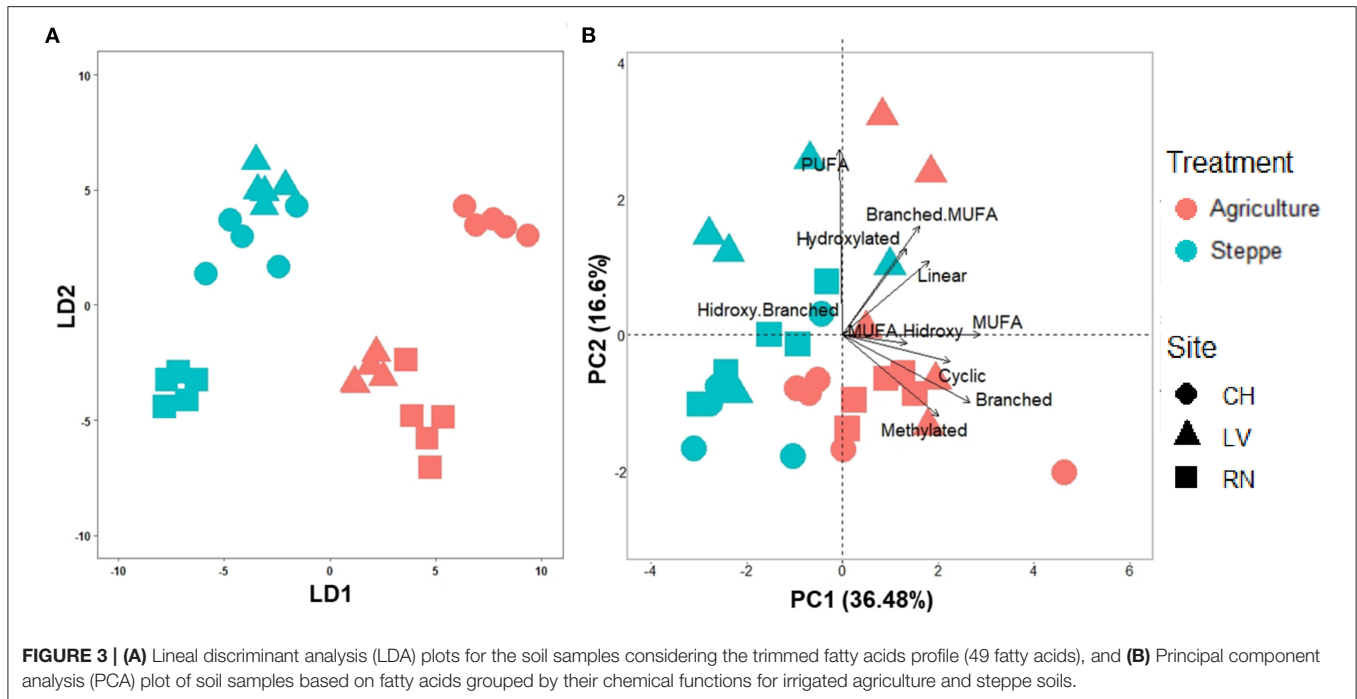 A
B
10
5
0
-5
-10
LD2
-10
-5
0
5
10
LD1
4
2
0
-2
PC2 (16.6%)
PUFA
Branched.MUFA
Hydroxylated
Linear
Hidroxy.Branched
MUFA.Hidroxy
MUFA
Cyclic
Branched
Methylated
-4
-2
0
2
4
6
PC1 (36.48%)
Treatment
Agriculture
Steppe
Site
CH
LV
RN
FIGURE 3 | (A) Lineal discriminant analysis (LDA) plots for the soil samples considering the trimmed fatty acids profile (49 fatty acids), and (B) Principal component
analysis (PCA) plot of soil samples based on fatty acids grouped by their chemical functions for irrigated agriculture and steppe soils.